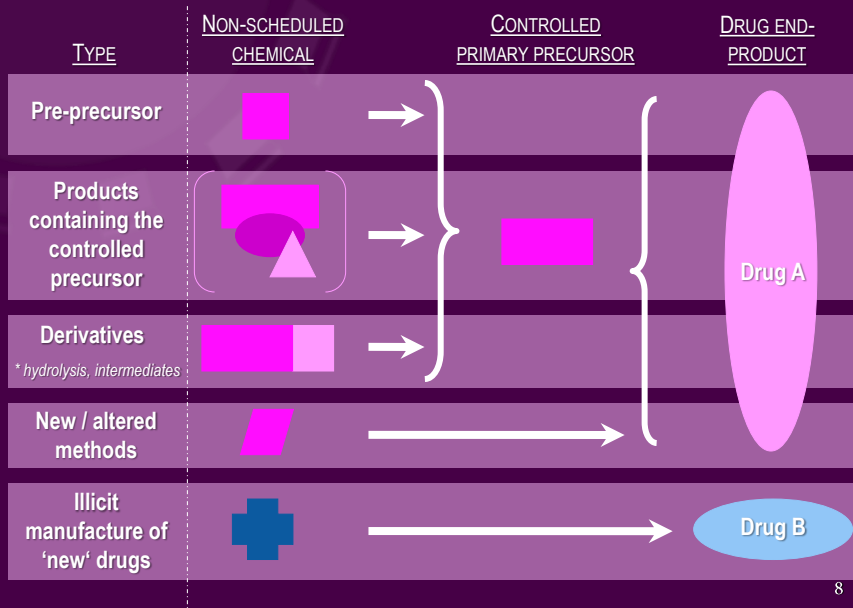 TYPE
NON-SCHEDULED
CHEMICAL
CONTROLLED
PRIMARY PRECURSOR
DRUG END-
PRODUCT
Pre-precursor
Products
containing the
controlled
precursor
Derivatives
* hydrolysis, intermediates
New / altered
methods
Drug A
Illicit
manufacture of
‘new‘ drugs
Drug B
8